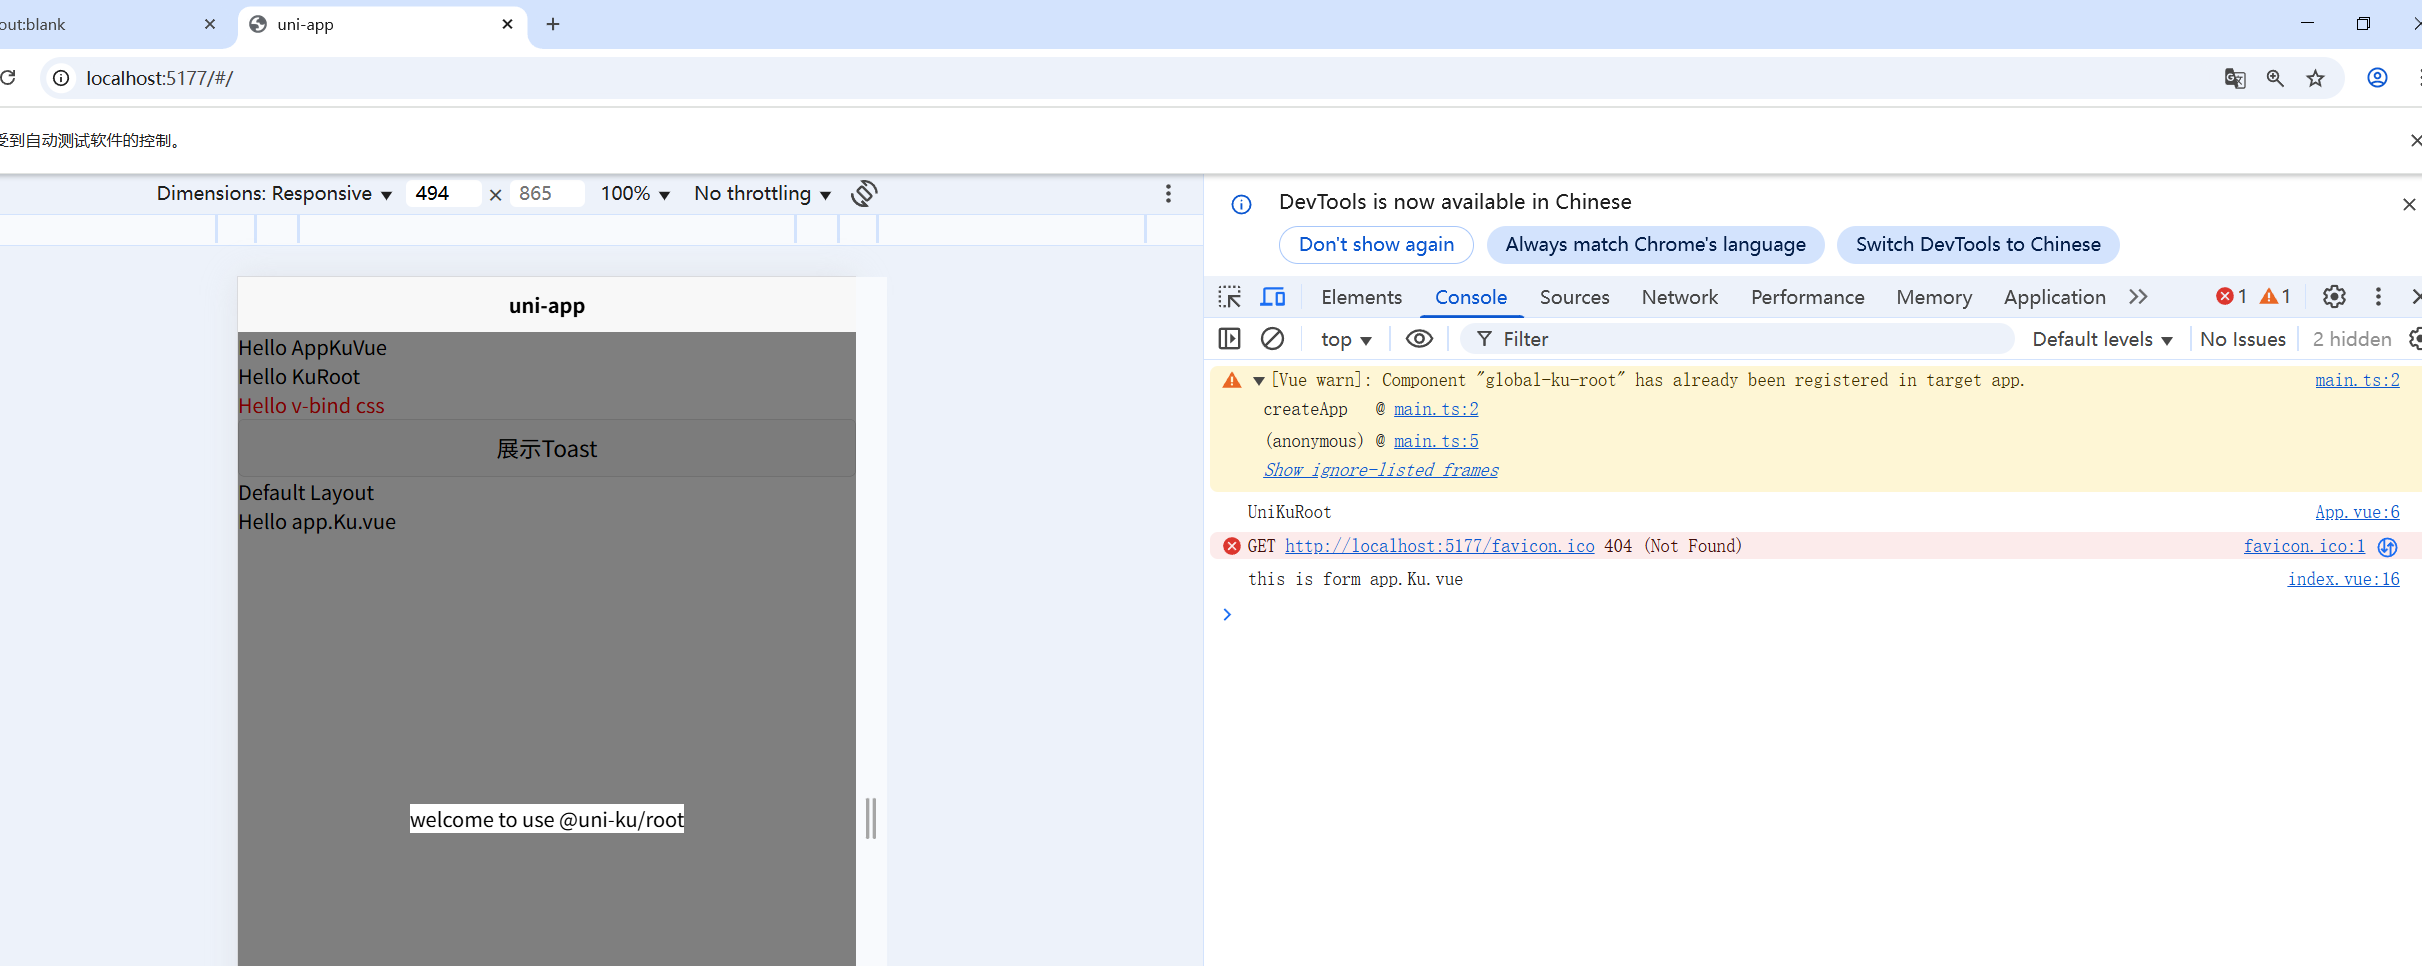 out:blank
uni-app
localhost:5177/#/
受到自动测试软件的控制。
Dimensions: Responsive 494 × 865 100% No throttling
uni-app
Hello AppKuVue
Hello KuRoot
Hello v-bind css
展示Toast
Default Layout
Hello app.Ku.vue
welcome to use @uni-ku/root
DevTools is now available in Chinese
Don't show again
Always match Chrome's language
Switch DevTools to Chinese
Elements Console Sources Network Performance Memory Application 1 1
top Filter Default levels No Issues 2 hidden
[Vue warn]: Component "global-ku-root" has already been registered in target app. main.ts:2
createApp @ main.ts:2
(anonymous) @ main.ts:5
Show ignore-listed frames
UniKuRoot App.vue:6
GET http://localhost:5177/favicon.ico 404 (Not Found) favicon.ico:1
this is form app.Ku.vue index.vue:16